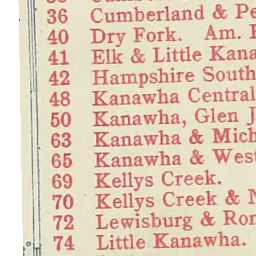 36 Cumberland & Pe
40 Dry Fork. Am.
41 Elk & Little Kana
42 Hampshire South
48 Kanawha Central
50 Kanawha, Glen J
63 Kanawha & Mich
65 Kanawha & West
69 Kellys Creek.
70 Kellys Creek & N
72 Lewisburg & Ron
74 Little Kanawha.